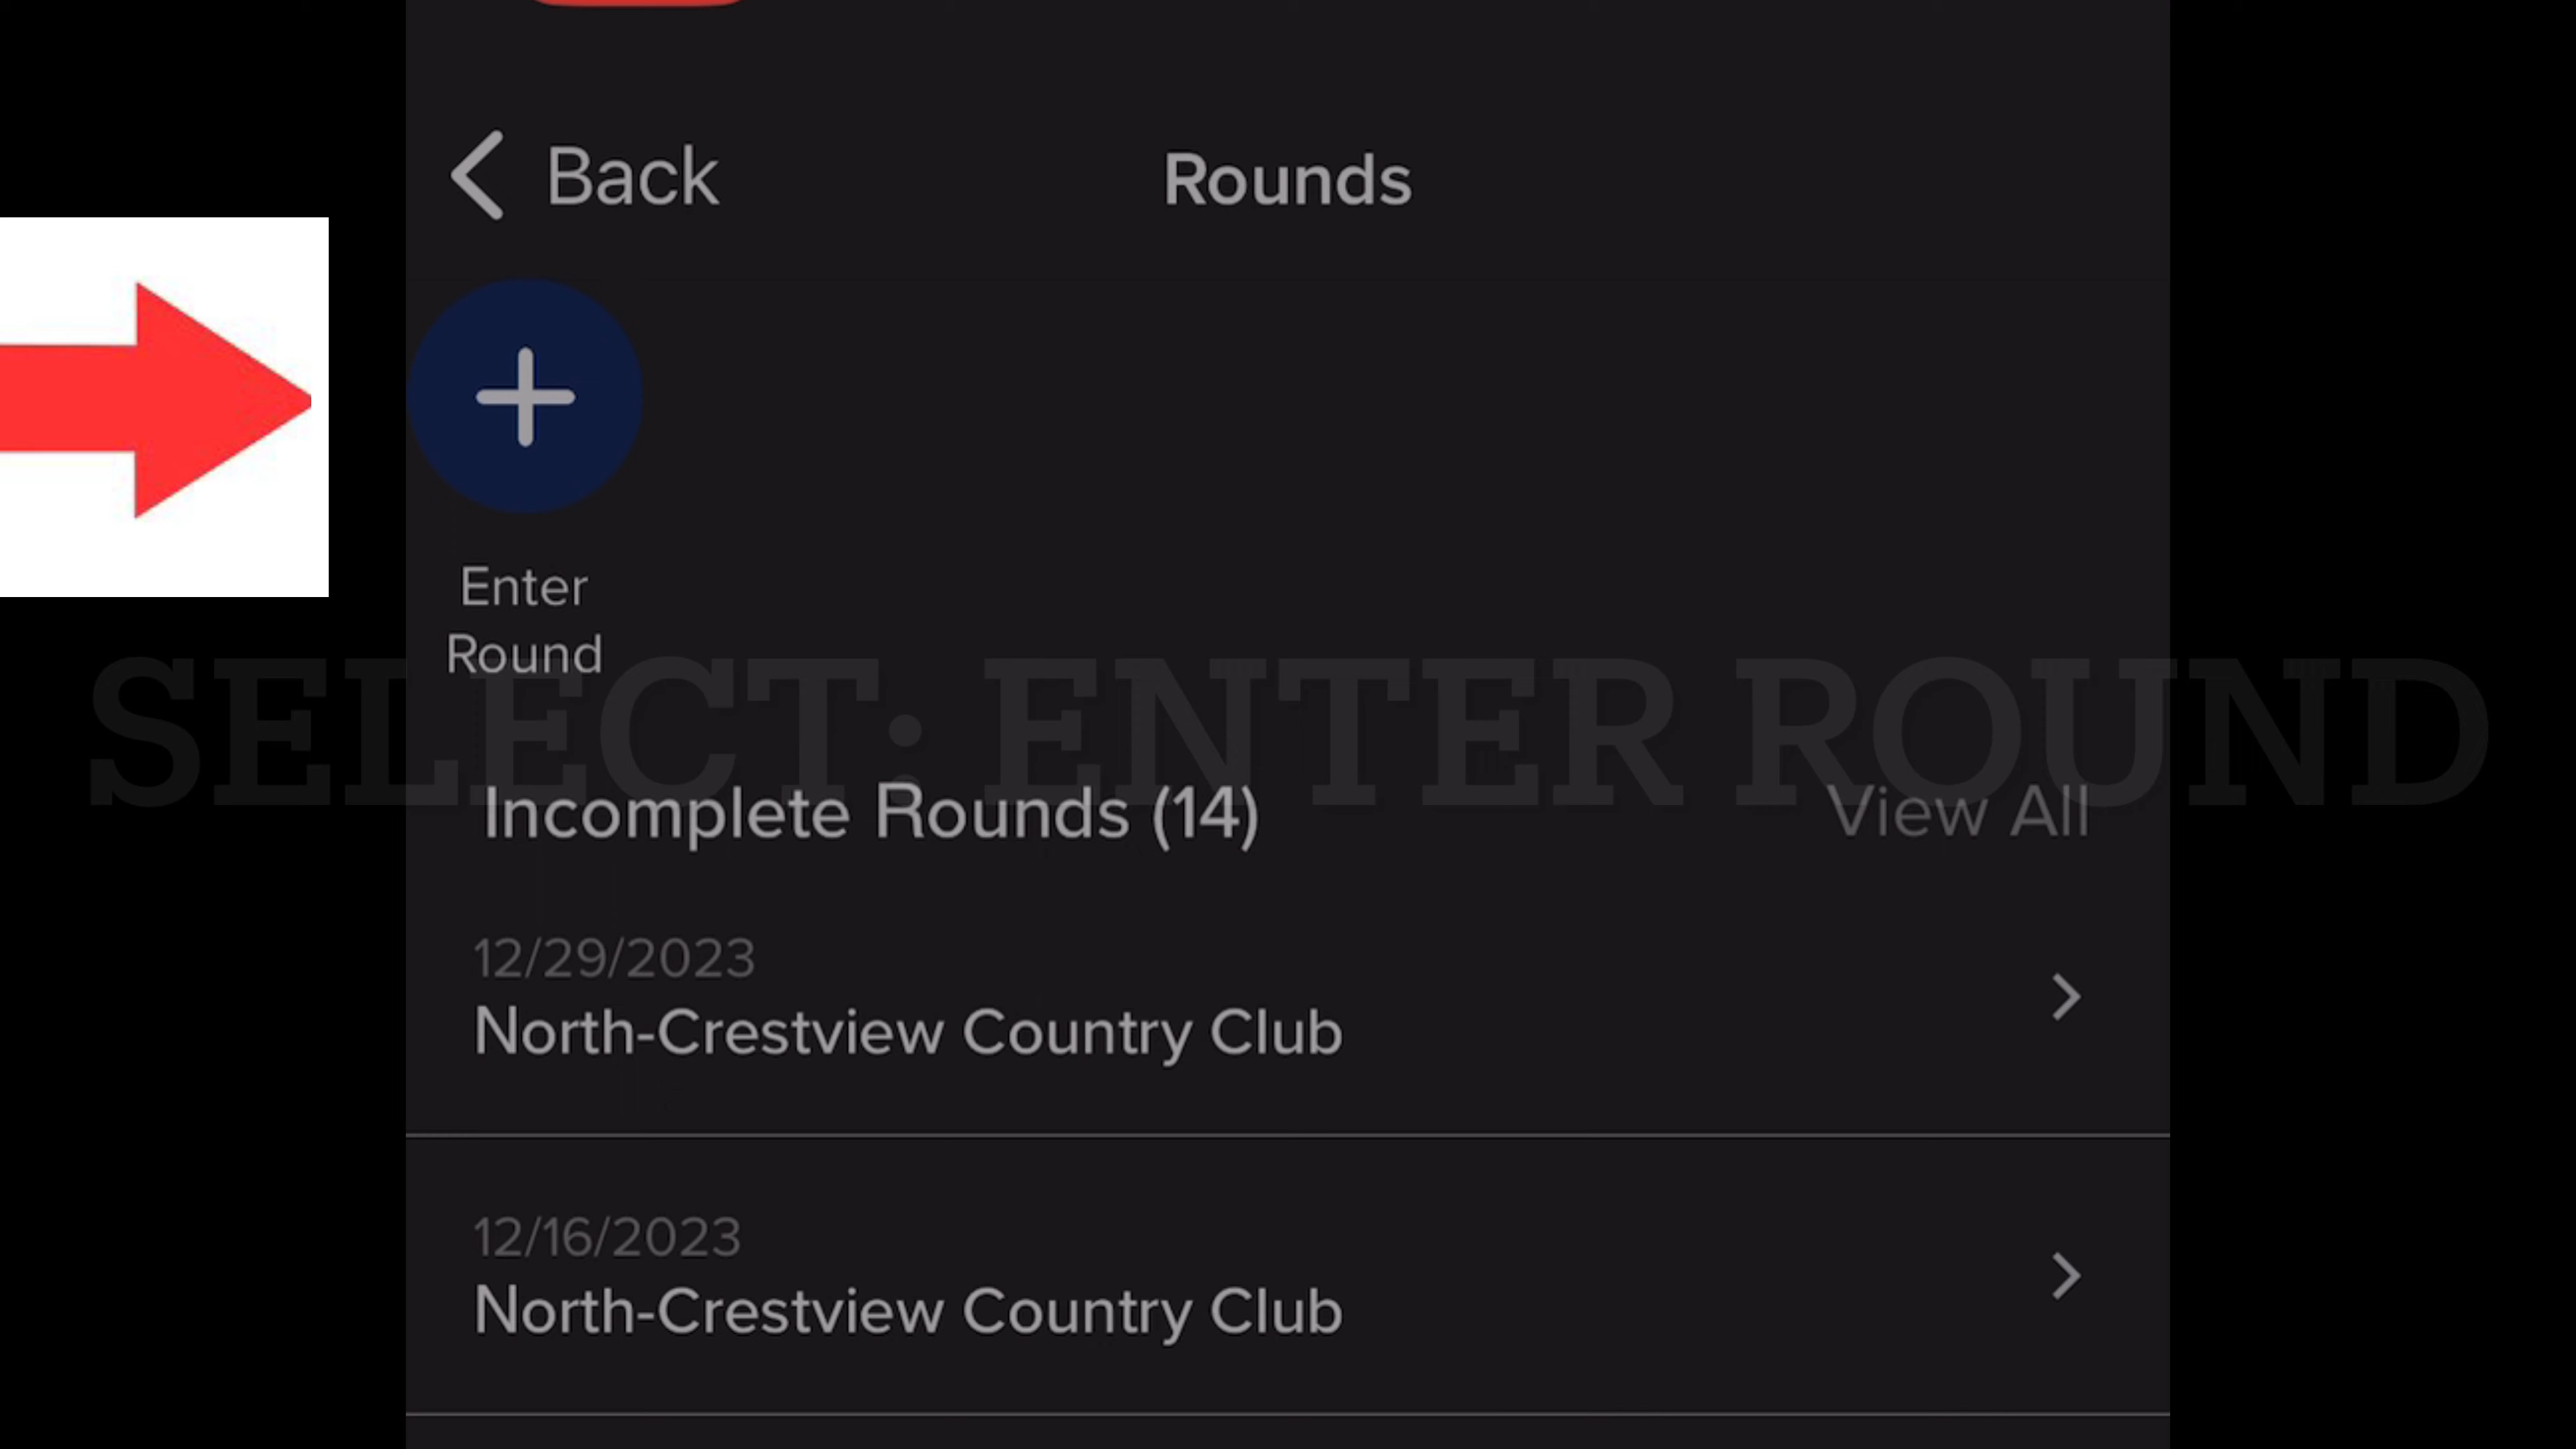 Back
Rounds
Enter
Round
SELECT: ENTER ROUND
Incomplete Rounds (14)
View All
12/29/2023
North-Crestview Country Club
12/16/2023
North-Crestview Country Club